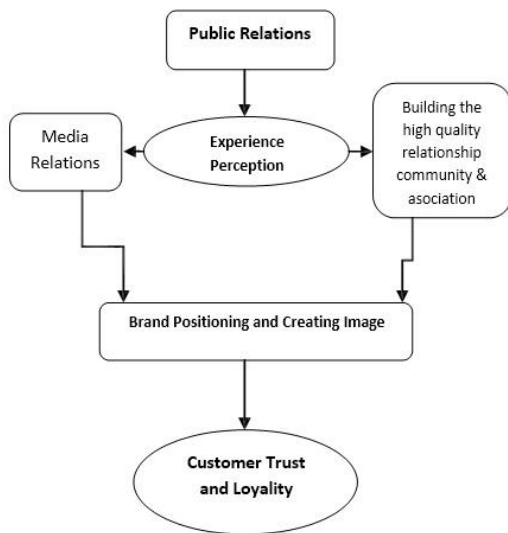 Public Relations
Media
Relations
Experience
Perception
Building the
high quality
relationship
community &
asociation
Brand Positioning and Creating Image
Customer Trust
and Loyality